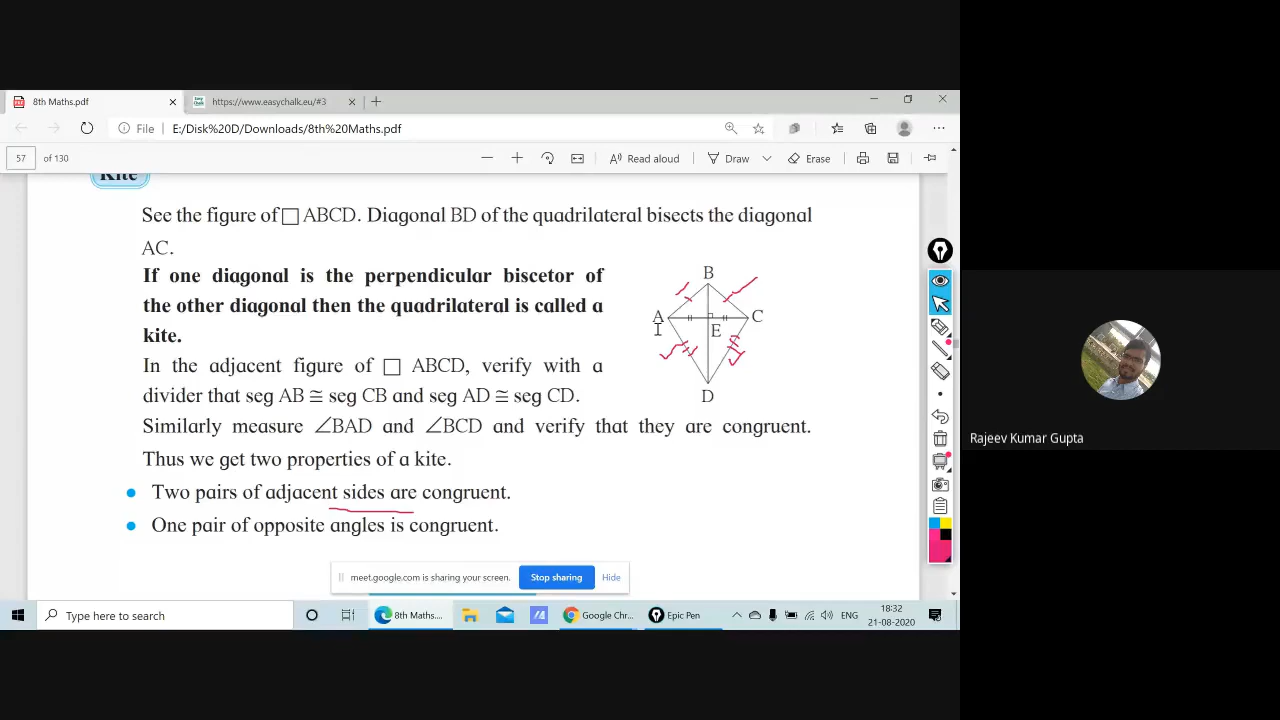 8th Maths.pdf
https://www.easychalk.eu/#3
File E:/Disk%20D/Downloads/8th%20Maths.pdf
57 of 130
Read aloud
Draw
Erase
Kite
See the figure of □ ABCD. Diagonal BD of the quadrilateral bisects the diagonal
AC.
If one diagonal is the perpendicular biscetor of
the other diagonal then the quadrilateral is called a
kite.
In the adjacent figure of □ ABCD, verify with a
divider that seg AB ≅ seg CB and seg AD ≅ seg CD.
Similarly measure ∠BAD and ∠BCD and verify that they are congruent.
Thus we get two properties of a kite.
• Two pairs of adjacent sides are congruent.
• One pair of opposite angles is congruent.
B
A
C
E
D
Rajeev Kumar Gupta
meet.google.com is sharing your screen.
Stop sharing
Hide
Type here to search
8th Maths....
Google Chr...
Epic Pen
ENG
18:32
21-08-2020